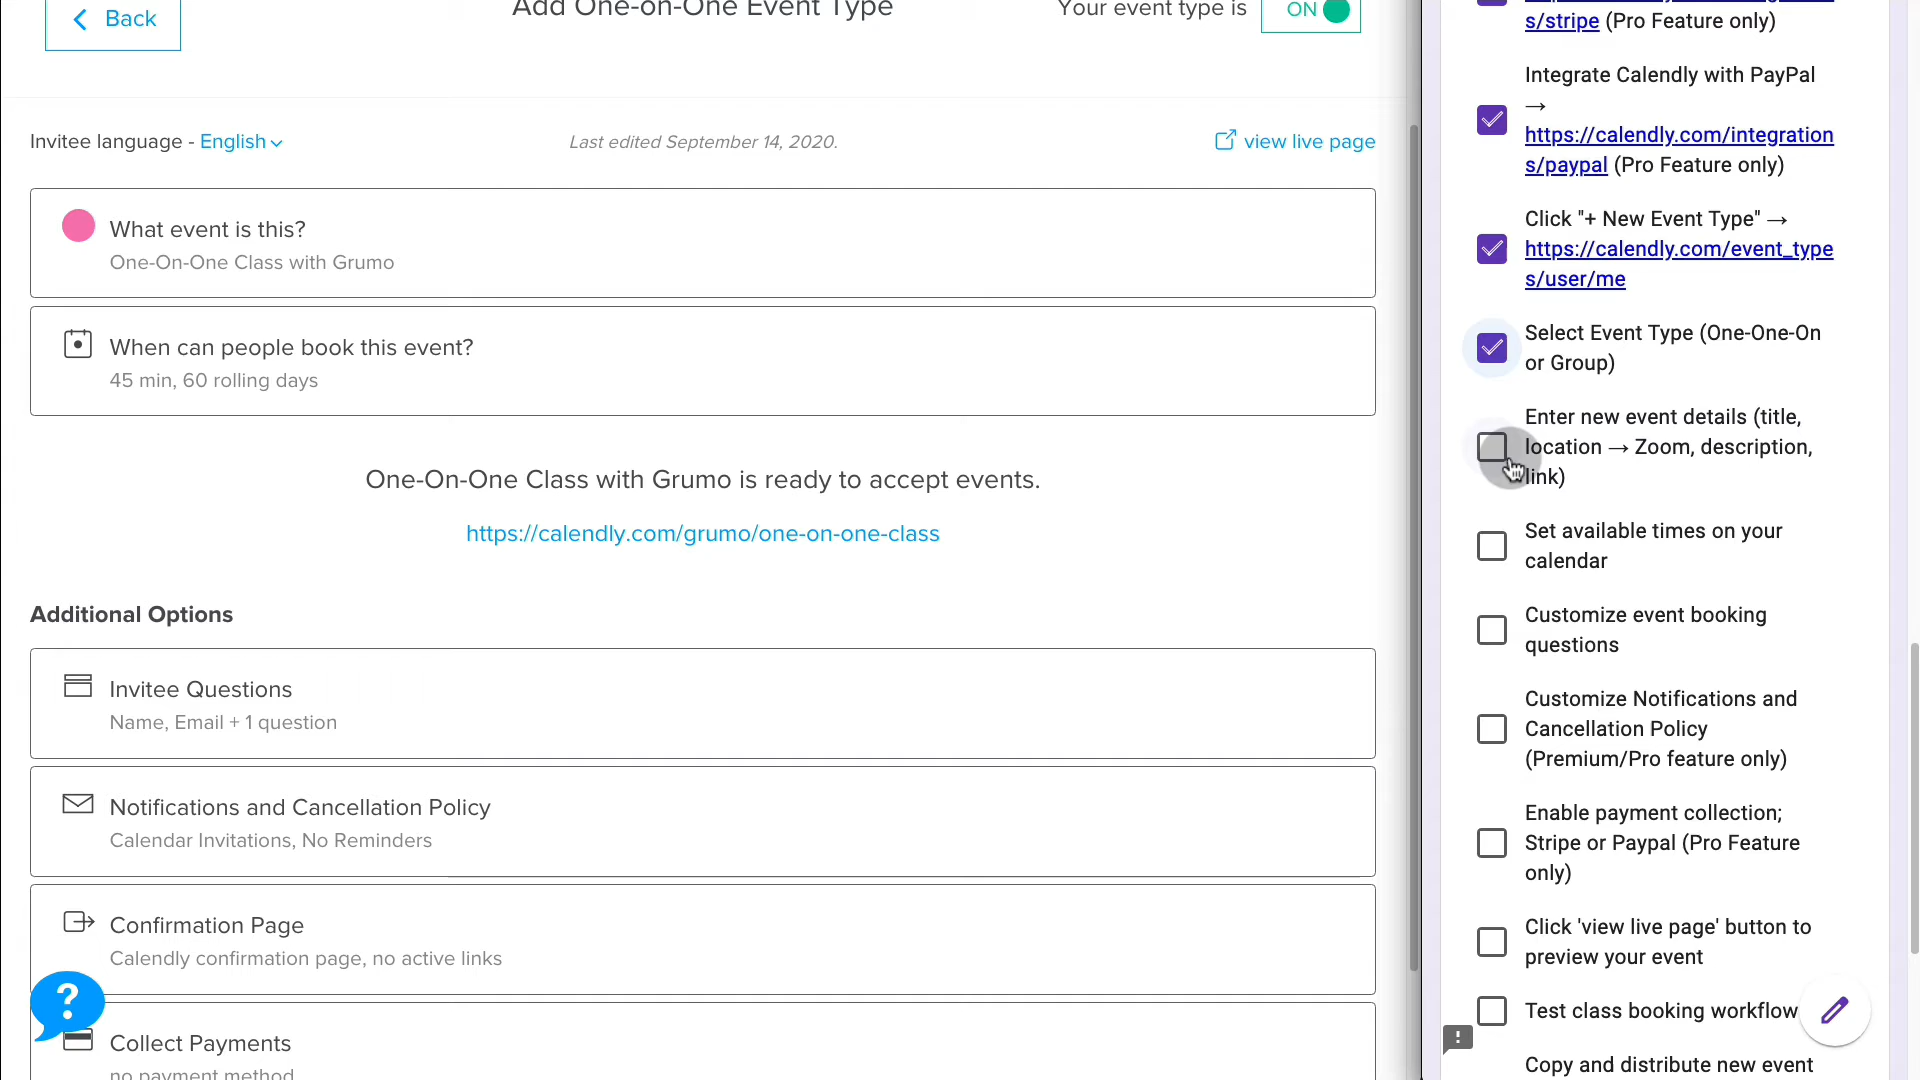 Back
Add One-on-One Event Type
Your event type is
ON
Invitee language - English
Last edited September 14, 2020.
view live page
What event is this?
One-On-One Class with Grumo
When can people book this event?
45 min, 60 rolling days
One-On-One Class with Grumo is ready to accept events.
https://calendly.com/grumo/one-on-one-class
Additional Options
Invitee Questions
Name, Email + 1 question
Notifications and Cancellation Policy
Calendar Invitations, No Reminders
Confirmation Page
Calendly confirmation page, no active links
?
Collect Payments
no payment method
s/stripe (Pro Feature only)
Integrate Calendly with PayPal
→
https://calendly.com/integration
s/paypal (Pro Feature only)
Click "+ New Event Type" →
https://calendly.com/event_type
s/user/me
Select Event Type (One-One-On
or Group)
Enter new event details (title,
location → Zoom, description,
link)
Set available times on your
calendar
Customize event booking
questions
Customize Notifications and
Cancellation Policy
(Premium/Pro feature only)
Enable payment collection;
Stripe or Paypal (Pro Feature
only)
Click 'view live page' button to
preview your event
Test class booking workflow
!
Copy and distribute new event